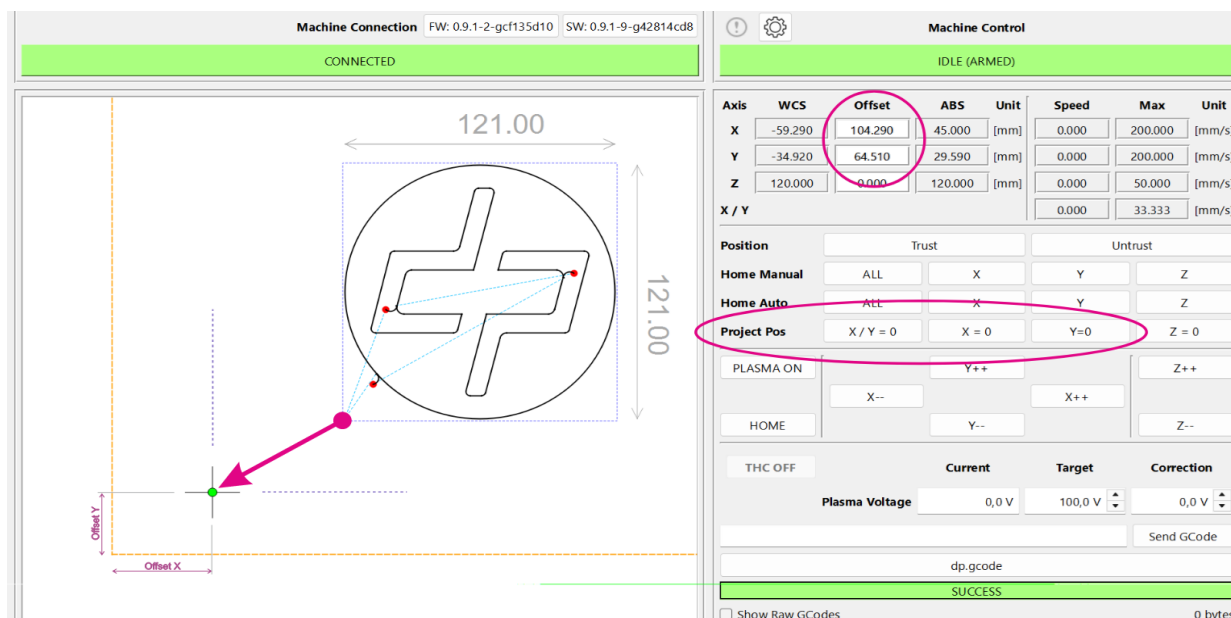 Machine Connection FW: 0.9.1-2-gcf135d10 SW: 0.9.1-9-g42814cd8
CONNECTED
121.00
121.00
Offset Y
Offset X
Machine Control
IDLE (ARMED)
Axis WCS Offset ABS Unit Speed Max Unit
X -59.290 104.290 45.000 [mm] 0.000 200.000 [mm/s]
Y -34.920 64.510 29.590 [mm] 0.000 200.000 [mm/s]
Z 120.000 0.000 120.000 [mm] 0.000 50.000 [mm/s]
X / Y 0.000 33.333 [mm/s]
Position Trust Untrust
Home Manual ALL X Y Z
Home Auto ALL X Y Z
Project Pos X / Y = 0 X = 0 Y=0 Z = 0
PLASMA ON Y++ Z++
X-- X++
HOME Y-- Z--
THC OFF Current Target Correction
Plasma Voltage 0,0 V 100,0 V 0,0 V
Send GCode
dp.gcode
SUCCESS
Show Raw GCodes 0 bytes